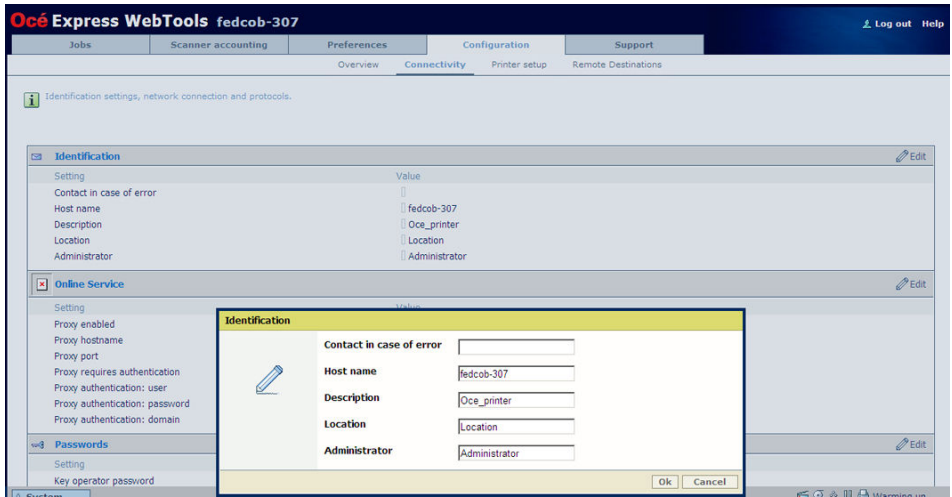 Océ Express WebTools fedcob-307
Log out Help
Jobs Scanner accounting Preferences Configuration Support
Overview Connectivity Printer setup Remote Destinations
Identification settings, network connection and protocols.
Identification Edit
Setting Value
Contact in case of error
Host name fedcob-307
Description Oce_printer
Location Location
Administrator Administrator
Online Service Edit
Setting Value
Proxy enabled
Proxy hostname
Proxy port
Proxy requires authentication
Proxy authentication: user
Proxy authentication: password
Proxy authentication: domain
Passwords Edit
Setting
Key operator password
Identification
Contact in case of error
Host name fedcob-307
Description Oce_printer
Location Location
Administrator Administrator
Ok Cancel
System Warming up